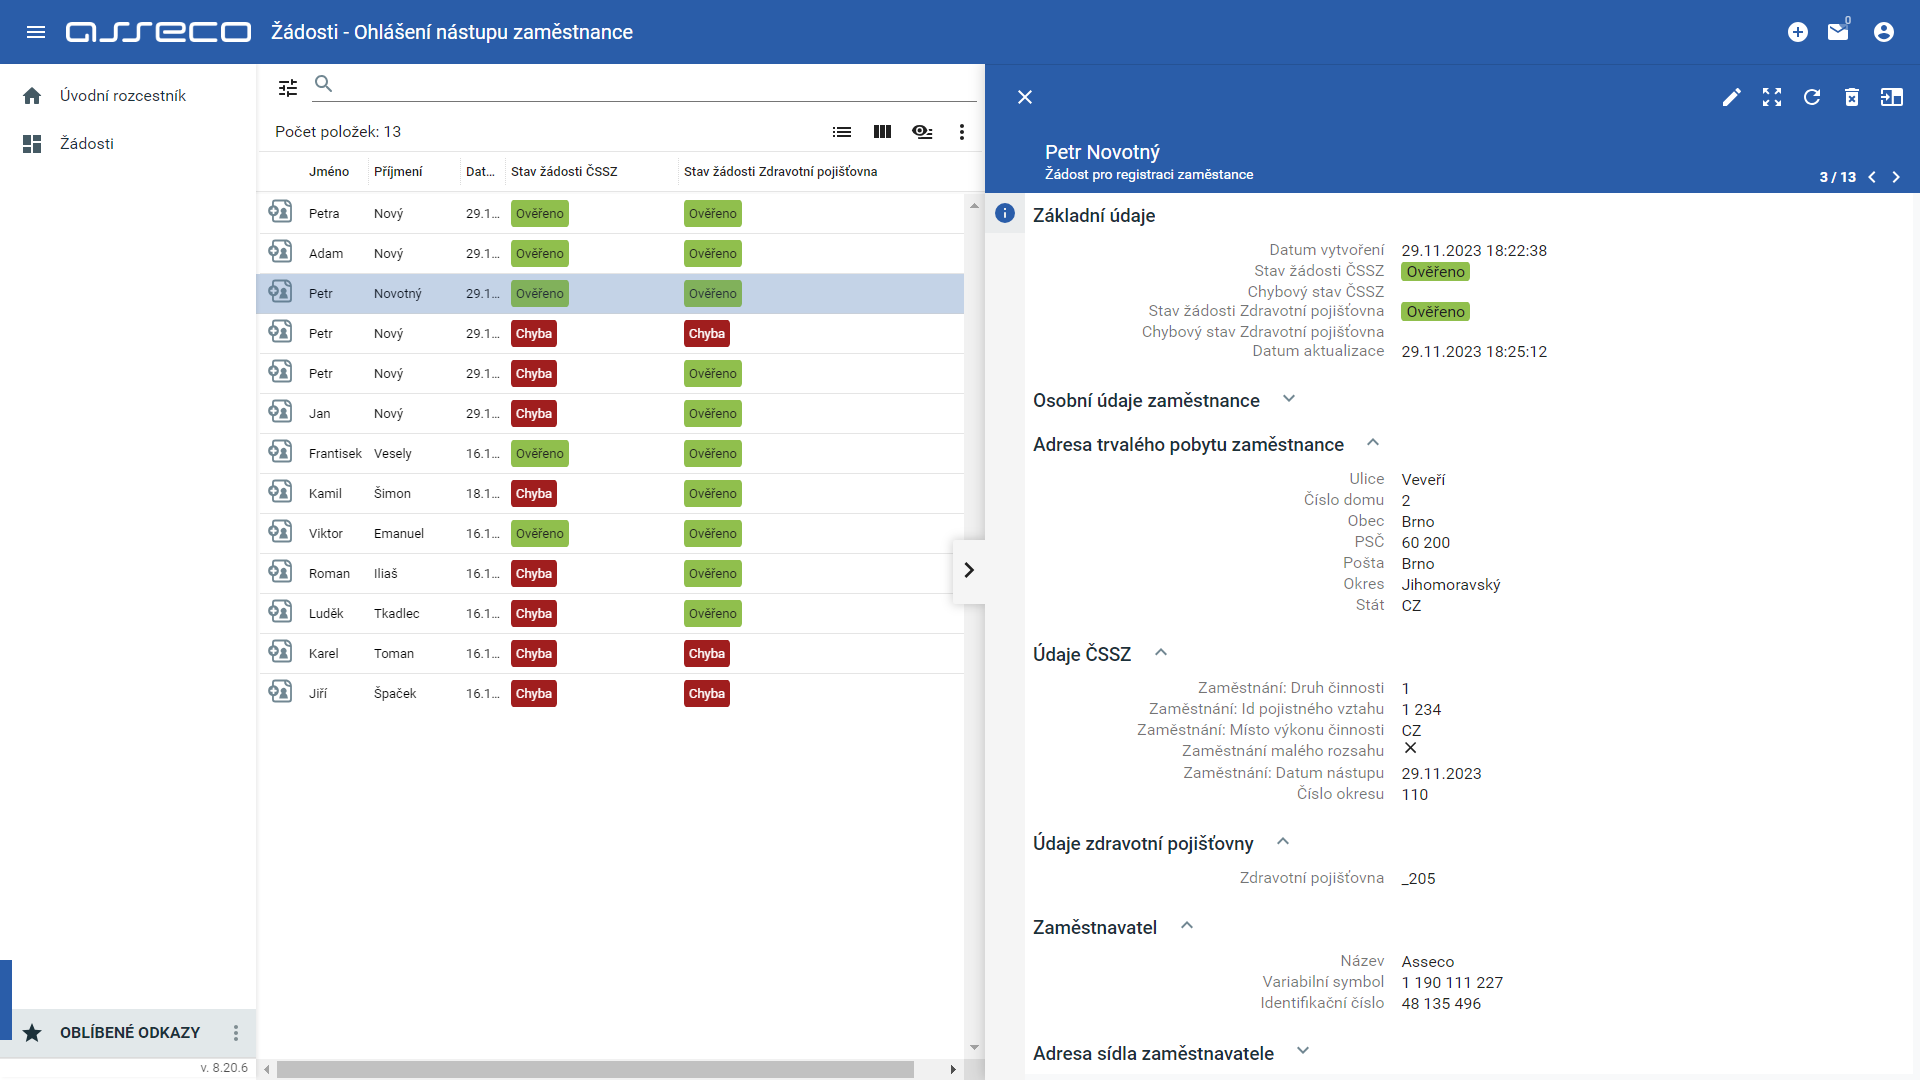 asseco
Žádosti - Ohlášení nástupu zaměstnance
0
Úvodní rozcestník
Žádosti
OBLÍBENÉ ODKAZY
v. 8.20.6
Počet položek: 13
Jméno Příjmení Dat... Stav žádosti ČSSZ Stav žádosti Zdravotní pojišťovna
Petra Nový 29.1... Ověřeno Ověřeno
Adam Nový 29.1... Ověřeno Ověřeno
Petr Novotný 29.1... Ověřeno Ověřeno
Petr Nový 29.1... Chyba Chyba
Petr Nový 29.1... Chyba Ověřeno
Jan Nový 29.1... Chyba Ověřeno
Frantisek Vesely 16.1... Ověřeno Ověřeno
Kamil Šimon 18.1... Chyba Ověřeno
Viktor Emanuel 16.1... Ověřeno Ověřeno
Roman Iliaš 16.1... Chyba Ověřeno
Luděk Tkadlec 16.1... Chyba Ověřeno
Karel Toman 16.1... Chyba Chyba
Jiří Špaček 16.1... Chyba Chyba
Petr Novotný
Žádost pro registraci zaměstance
3 / 13
Základní údaje
Datum vytvoření 29.11.2023 18:22:38
Stav žádosti ČSSZ Ověřeno
Chybový stav ČSSZ
Stav žádosti Zdravotní pojišťovna Ověřeno
Chybový stav Zdravotní pojišťovna
Datum aktualizace 29.11.2023 18:25:12
Osobní údaje zaměstnance
Adresa trvalého pobytu zaměstnance
Ulice Veveří
Číslo domu 2
Obec Brno
PSČ 60 200
Pošta Brno
Okres Jihomoravský
Stát CZ
Údaje ČSSZ
Zaměstnání: Druh činnosti 1
Zaměstnání: Id pojistného vztahu 1 234
Zaměstnání: Místo výkonu činnosti CZ
Zaměstnání malého rozsahu
Zaměstnání: Datum nástupu 29.11.2023
Číslo okresu 110
Údaje zdravotní pojišťovny
Zdravotní pojišťovna _205
Zaměstnavatel
Název Asseco
Variabilní symbol 1 190 111 227
Identifikační číslo 48 135 496
Adresa sídla zaměstnavatele